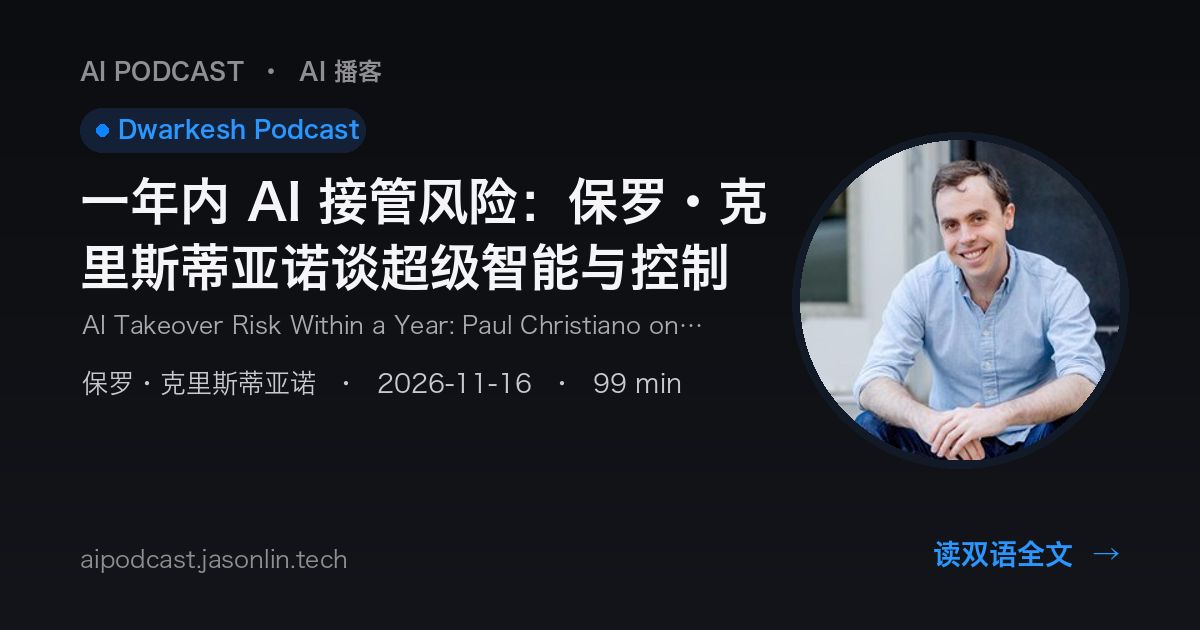 AI PODCAST · AI 播客
Dwarkesh Podcast
一年内 AI 接管风险：保罗·克
里斯蒂亚诺谈超级智能与控制
AI Takeover Risk Within a Year: Paul Christiano on…
保罗·克里斯蒂亚诺 · 2026-11-16 · 99 min
aipodcast.jasonlin.tech
读双语全文 →